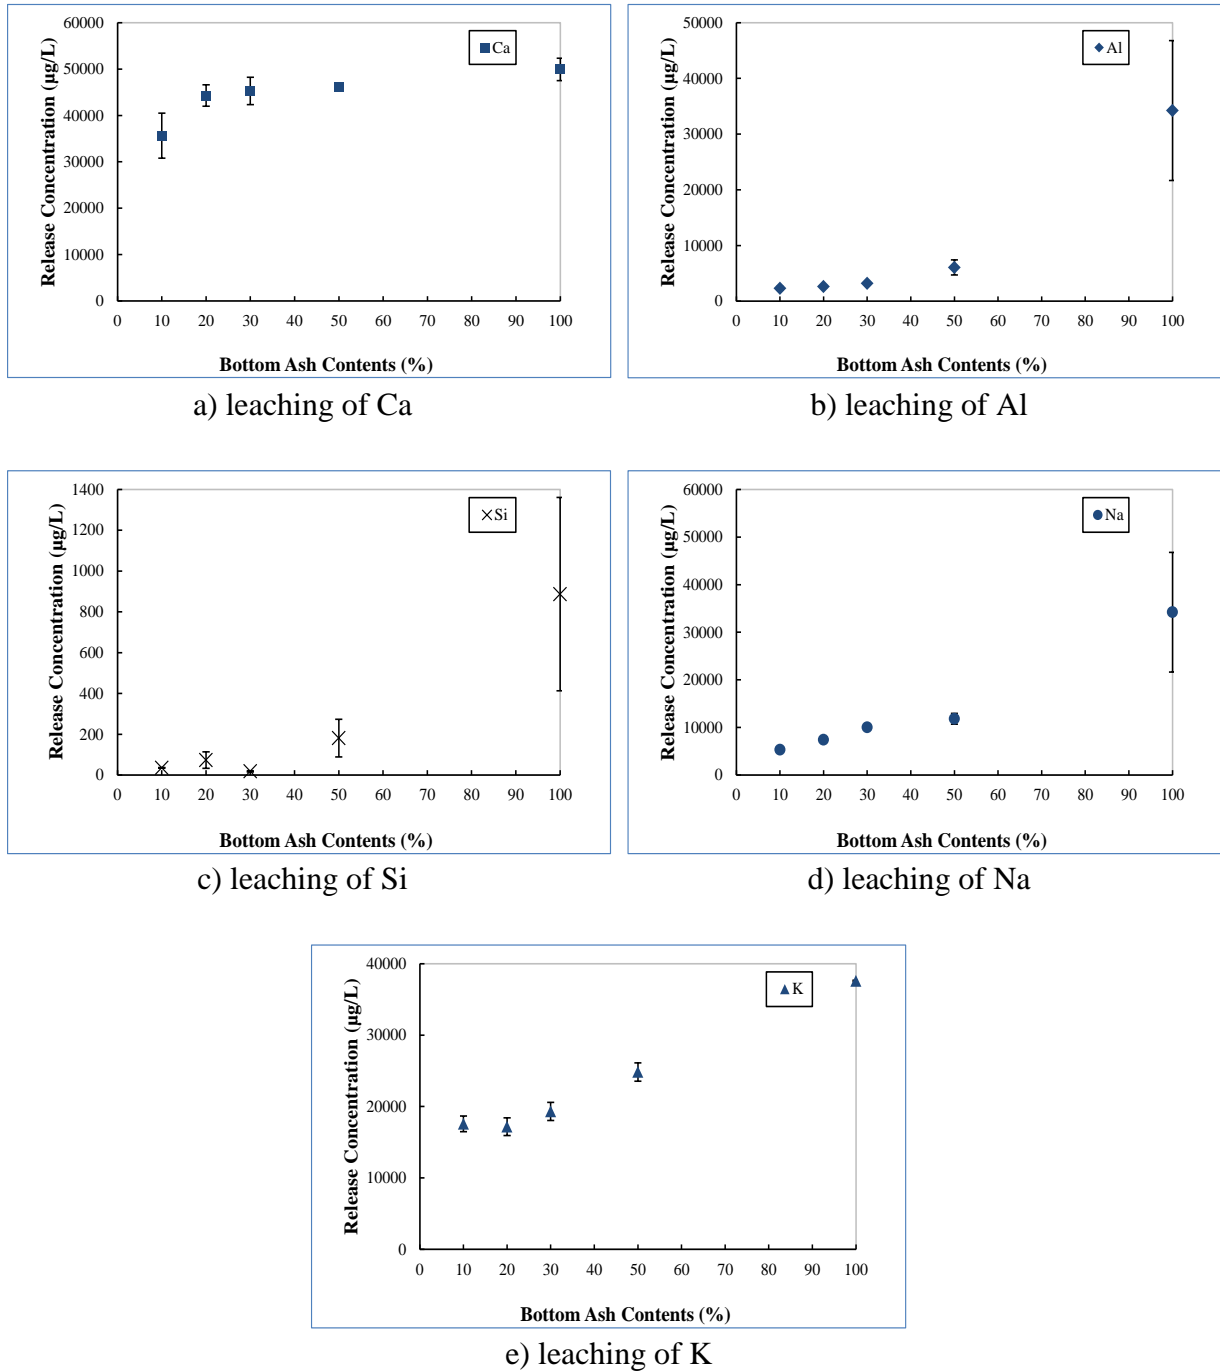 Release Concentration (µg/L)
60000
50000
40000
30000
20000
10000
0
Ca
0 10 20 30 40 50 60 70 80 90 100
Bottom Ash Contents (%)
a) leaching of Ca
Release Concentration (µg/L)
50000
40000
30000
20000
10000
0
Al
0 10 20 30 40 50 60 70 80 90 100
Bottom Ash Contents (%)
b) leaching of Al
Release Concentration (µg/L)
1400
1200
1000
800
600
400
200
0
Si
0 10 20 30 40 50 60 70 80 90 100
Bottom Ash Contents (%)
c) leaching of Si
Release Concentration (µg/L)
60000
50000
40000
30000
20000
10000
0
Na
0 10 20 30 40 50 60 70 80 90 100
Bottom Ash Contents (%)
d) leaching of Na
Release Concentration (µg/L)
40000
30000
20000
10000
0
K
0 10 20 30 40 50 60 70 80 90 100
Bottom Ash Contents (%)
e) leaching of K